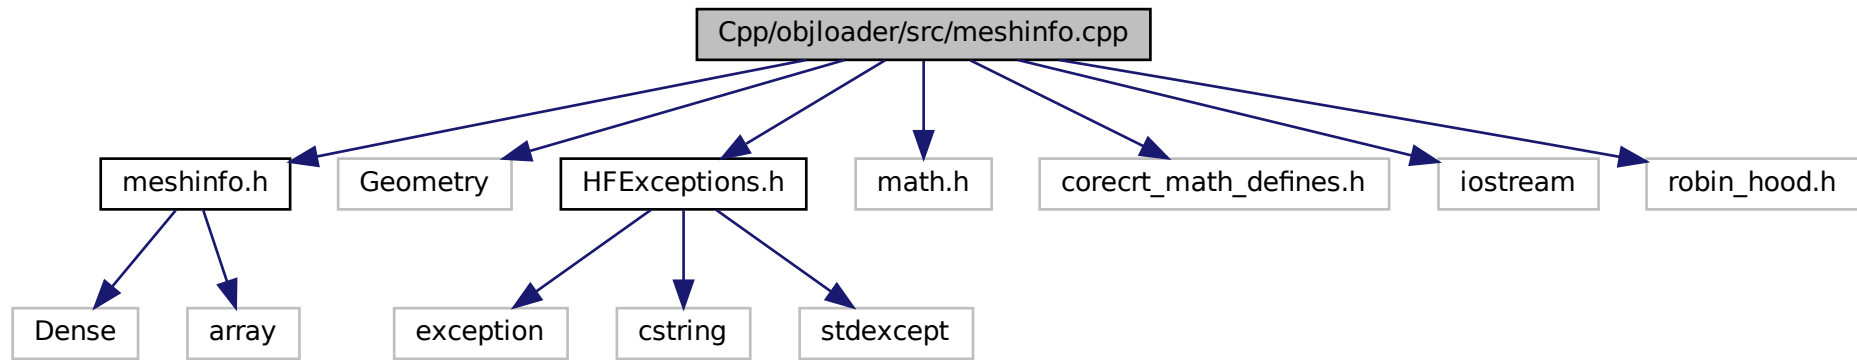 Cpp/objloader/src/meshinfo.cpp
meshinfo.h
Geometry
HFExceptions.h
math.h
corecrt_math_defines.h
iostream
robin_hood.h
Dense
array
exception
cstring
stdexcept